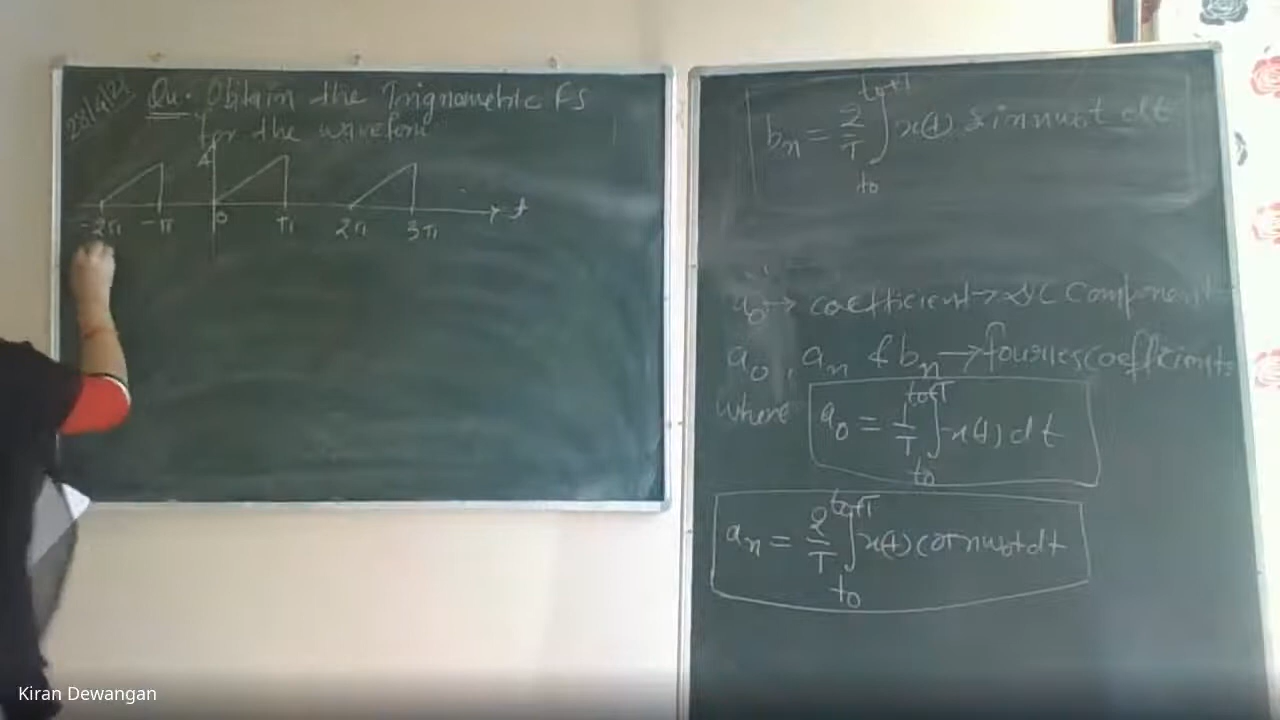 28/4/21
Qu. Obtain the Trignometric FS
for the waveform
A
-2π -π 0 π 2π 3π t
bn = 2/T ∫ t0+T t0 x(t) sin nω0t dt
a0 → coefficient → DC Component
a0, an & bn → fourier coefficients
where a0 = 1/T ∫ t0+T t0 x(t) dt
an = 2/T ∫ t0+T t0 x(t) cos nω0t dt
Kiran Dewangan